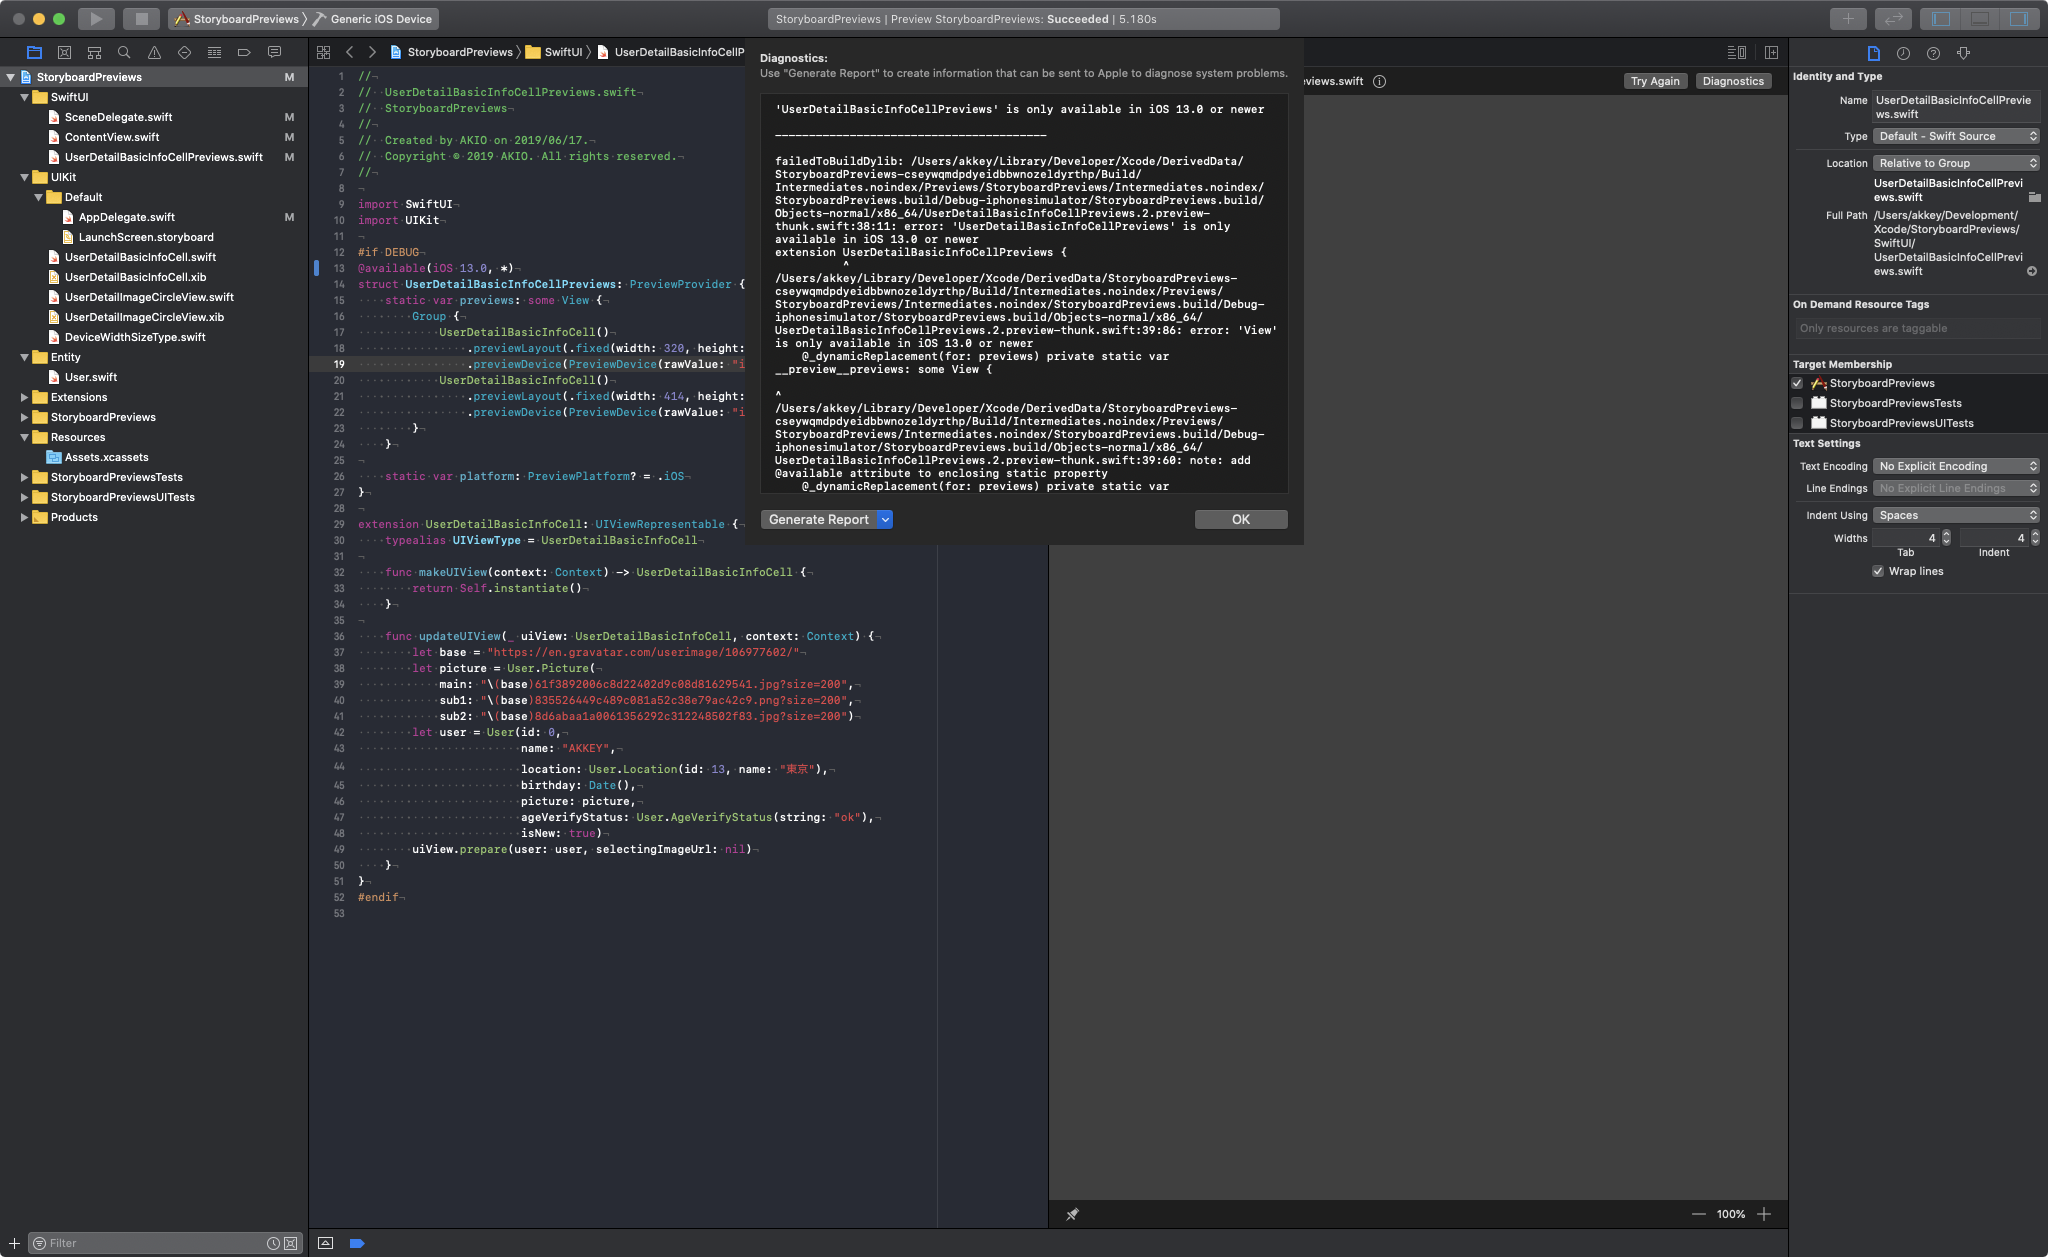 StoryboardPreviews Generic iOS Device
StoryboardPreviews | Preview StoryboardPreviews: Succeeded | 5.180s
StoryboardPreviews M
SwiftUI
SceneDelegate.swift M
ContentView.swift M
UserDetailBasicInfoCellPreviews.swift M
UIKit
Default
AppDelegate.swift M
LaunchScreen.storyboard
UserDetailBasicInfoCell.swift
UserDetailBasicInfoCell.xib
UserDetailImageCircleView.swift
UserDetailImageCircleView.xib
DeviceWidthSizeType.swift
Entity
User.swift
Extensions
StoryboardPreviews
Resources
Assets.xcassets
StoryboardPreviewsTests
StoryboardPreviewsUITests
Products
Filter
StoryboardPreviews SwiftUI UserDetailBasicInfoCellP
1 //
2 //  UserDetailBasicInfoCellPreviews.swift
3 //  StoryboardPreviews
4 //
5 //  Created by AKIO on 2019/06/17.
6 //  Copyright © 2019 AKIO. All rights reserved.
7 //
8
9 import SwiftUI
10 import UIKit
11
12 #if DEBUG
13 @available(iOS 13.0, *)
14 struct UserDetailBasicInfoCellPreviews: PreviewProvider {
15     static var previews: some View {
16         Group {
17             UserDetailBasicInfoCell()
18                 .previewLayout(.fixed(width: 320, height:
19                 .previewDevice(PreviewDevice(rawValue: "i
20             UserDetailBasicInfoCell()
21                 .previewLayout(.fixed(width: 414, height:
22                 .previewDevice(PreviewDevice(rawValue: "i
23         }
24     }
25
26     static var platform: PreviewPlatform? = .iOS
27 }
28
29 extension UserDetailBasicInfoCell: UIViewRepresentable {
30     typealias UIViewType = UserDetailBasicInfoCell
31
32     func makeUIView(context: Context) -> UserDetailBasicInfoCell {
33         return Self.instantiate()
34     }
35
36     func updateUIView(_ uiView: UserDetailBasicInfoCell, context: Context) {
37         let base = "https://en.gravatar.com/userimage/106977602/"
38         let picture = User.Picture(
39             main: "\(base)61f3892006c8d22402d9c08d81629541.jpg?size=200",
40             sub1: "\(base)835526449c489c081a52c38e79ac42c9.png?size=200",
41             sub2: "\(base)8d6abaa1a0061356292c312248502f83.jpg?size=200")
42         let user = User(id: 0,
43                         name: "AKKEY",
44                         location: User.Location(id: 13, name: "東京"),
45                         birthday: Date(),
46                         picture: picture,
47                         ageVerifyStatus: User.AgeVerifyStatus(string: "ok"),
48                         isNew: true)
49         uiView.prepare(user: user, selectingImageUrl: nil)
50     }
51 }
52 #endif
53
Diagnostics:
Use "Generate Report" to create information that can be sent to Apple to diagnose system problems.
'UserDetailBasicInfoCellPreviews' is only available in iOS 13.0 or newer
----------------------------------------
failedToBuildDylib: /Users/akkey/Library/Developer/Xcode/DerivedData/
StoryboardPreviews-cseywqmdpdyeidbbwnozeldyrthp/Build/
Intermediates.noindex/Previews/StoryboardPreviews/Intermediates.noindex/
StoryboardPreviews.build/Debug-iphonesimulator/StoryboardPreviews.build/
Objects-normal/x86_64/UserDetailBasicInfoCellPreviews.2.preview-
thunk.swift:38:11: error: 'UserDetailBasicInfoCellPreviews' is only
available in iOS 13.0 or newer
extension UserDetailBasicInfoCellPreviews {
^
/Users/akkey/Library/Developer/Xcode/DerivedData/StoryboardPreviews-
cseywqmdpdyeidbbwnozeldyrthp/Build/Intermediates.noindex/Previews/
StoryboardPreviews/Intermediates.noindex/StoryboardPreviews.build/Debug-
iphonesimulator/StoryboardPreviews.build/Objects-normal/x86_64/
UserDetailBasicInfoCellPreviews.2.preview-thunk.swift:39:86: error: 'View'
is only available in iOS 13.0 or newer
    @_dynamicReplacement(for: previews) private static var
__preview__previews: some View {
^
/Users/akkey/Library/Developer/Xcode/DerivedData/StoryboardPreviews-
cseywqmdpdyeidbbwnozeldyrthp/Build/Intermediates.noindex/Previews/
StoryboardPreviews/Intermediates.noindex/StoryboardPreviews.build/Debug-
iphonesimulator/StoryboardPreviews.build/Objects-normal/x86_64/
UserDetailBasicInfoCellPreviews.2.preview-thunk.swift:39:60: note: add
@available attribute to enclosing static property
    @_dynamicReplacement(for: previews) private static var
Generate Report OK
views.swift Try Again Diagnostics
100%
Identity and Type
Name UserDetailBasicInfoCellPrevie
ws.swift
Type Default - Swift Source
Location Relative to Group
UserDetailBasicInfoCellPrevi
ews.swift
Full Path /Users/akkey/Development/
Xcode/StoryboardPreviews/
SwiftUI/
UserDetailBasicInfoCellPrevi
ews.swift
On Demand Resource Tags
Only resources are taggable
Target Membership
StoryboardPreviews
StoryboardPreviewsTests
StoryboardPreviewsUITests
Text Settings
Text Encoding No Explicit Encoding
Line Endings No Explicit Line Endings
Indent Using Spaces
Widths 4 4
Tab Indent
Wrap lines